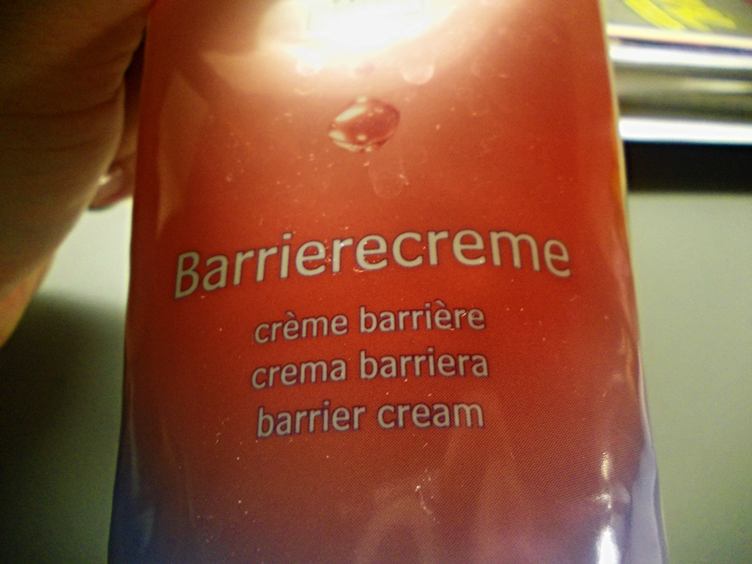 Barrierecreme
crème barrière
crema barriera
barrier cream